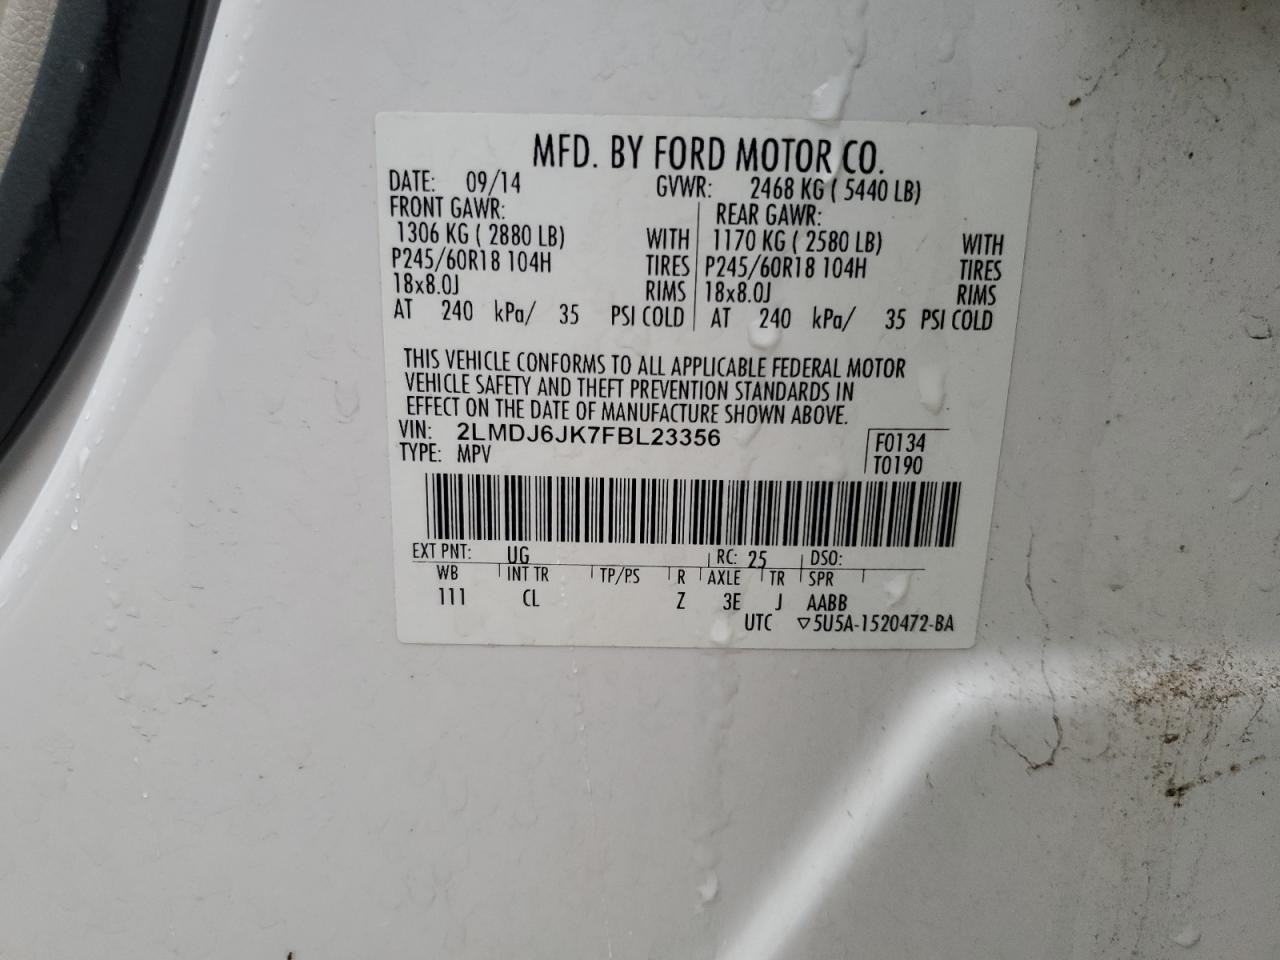 MFD. BY FORD MOTOR CO.
DATE: 09/14 GVWR: 2468 KG ( 5440 LB)
FRONT GAWR: REAR GAWR:
1306 KG ( 2880 LB) WITH 1170 KG ( 2580 LB) WITH
P245/60R18 104H TIRES P245/60R18 104H TIRES
18x8.0J RIMS 18x8.0J RIMS
AT 240 kPa/ 35 PSI COLD AT 240 kPa/ 35 PSI COLD
THIS VEHICLE CONFORMS TO ALL APPLICABLE FEDERAL MOTOR
VEHICLE SAFETY AND THEFT PREVENTION STANDARDS IN
EFFECT ON THE DATE OF MANUFACTURE SHOWN ABOVE.
VIN: 2LMDJ6JK7FBL23356 F0134
TYPE: MPV T0190
EXT PNT: UG RC: 25 DSO:
WB INT TR TP/PS R AXLE TR SPR
111 CL Z 3E J AABB
UTC ▽5U5A-1520472-BA